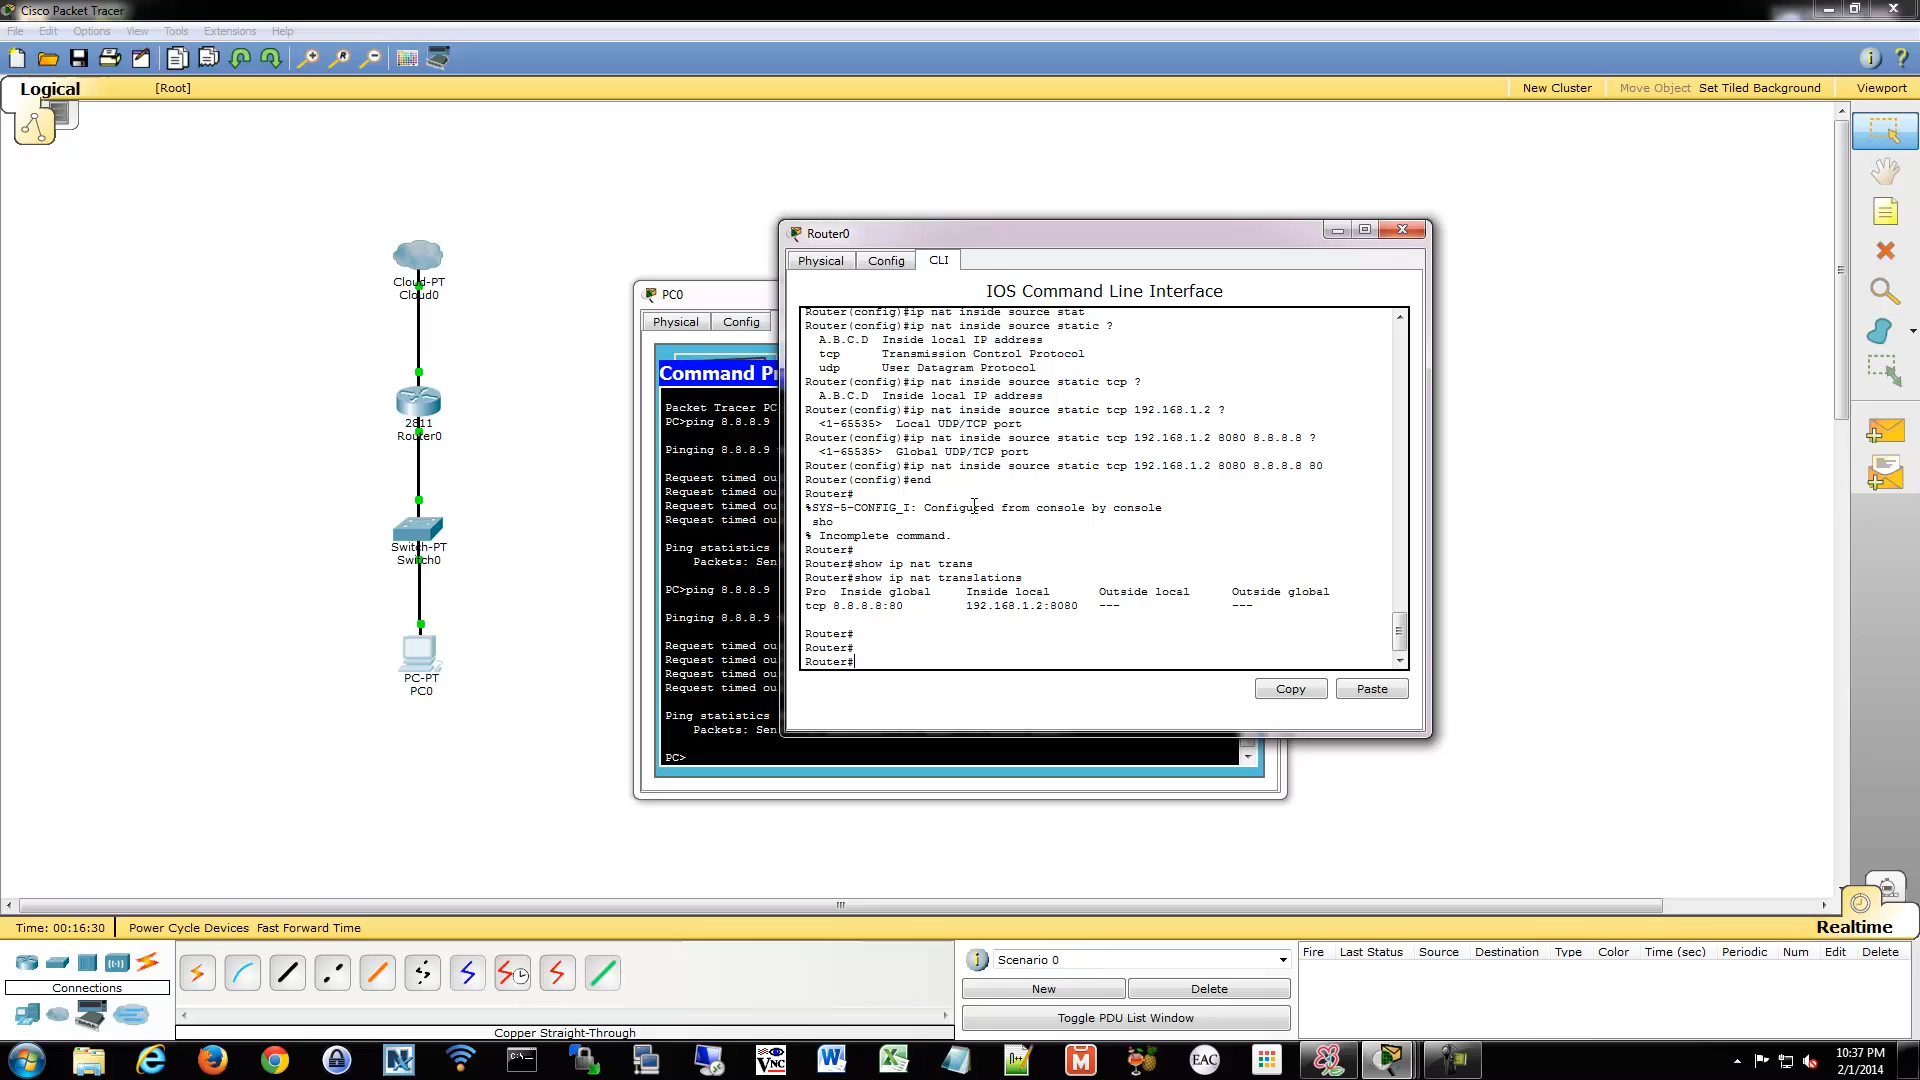 Cisco Packet Tracer
File Edit Options View Tools Extensions Help
Logical [Root] New Cluster Move Object Set Tiled Background Viewport
Cloud-PT
Cloud0
2811
Router0
Switch-PT
Switch0
PC-PT
PC0
PC0
Physical Config
Command P
Packet Tracer PC
PC>ping 8.8.8.9
Pinging 8.8.8.9
Request timed ou
Request timed ou
Request timed ou
Request timed ou
Ping statistics
Packets: Sen
PC>ping 8.8.8.9
Pinging 8.8.8.9
Request timed ou
Request timed ou
Request timed ou
Request timed ou
Ping statistics
Packets: Sen
PC>
Router0
Physical Config CLI
IOS Command Line Interface
Router(config)#ip nat inside source stat
Router(config)#ip nat inside source static ?
A.B.C.D Inside local IP address
tcp Transmission Control Protocol
udp User Datagram Protocol
Router(config)#ip nat inside source static tcp ?
A.B.C.D Inside local IP address
Router(config)#ip nat inside source static tcp 192.168.1.2 ?
<1-65535> Local UDP/TCP port
Router(config)#ip nat inside source static tcp 192.168.1.2 8080 8.8.8.8 ?
<1-65535> Global UDP/TCP port
Router(config)#ip nat inside source static tcp 192.168.1.2 8080 8.8.8.8 80
Router(config)#end
Router#
%SYS-5-CONFIG_I: Configured from console by console
sho
% Incomplete command.
Router#
Router#show ip nat trans
Router#show ip nat translations
Pro Inside global Inside local Outside local Outside global
tcp 8.8.8.8:80 192.168.1.2:8080 --- ---
Router#
Router#
Router#
Copy Paste
Time: 00:16:30 Power Cycle Devices Fast Forward Time Realtime
Connections
Copper Straight-Through
Scenario 0
New Delete
Toggle PDU List Window
Fire Last Status Source Destination Type Color Time (sec) Periodic Num Edit Delete
VNC
EAC
10:37 PM
2/1/2014